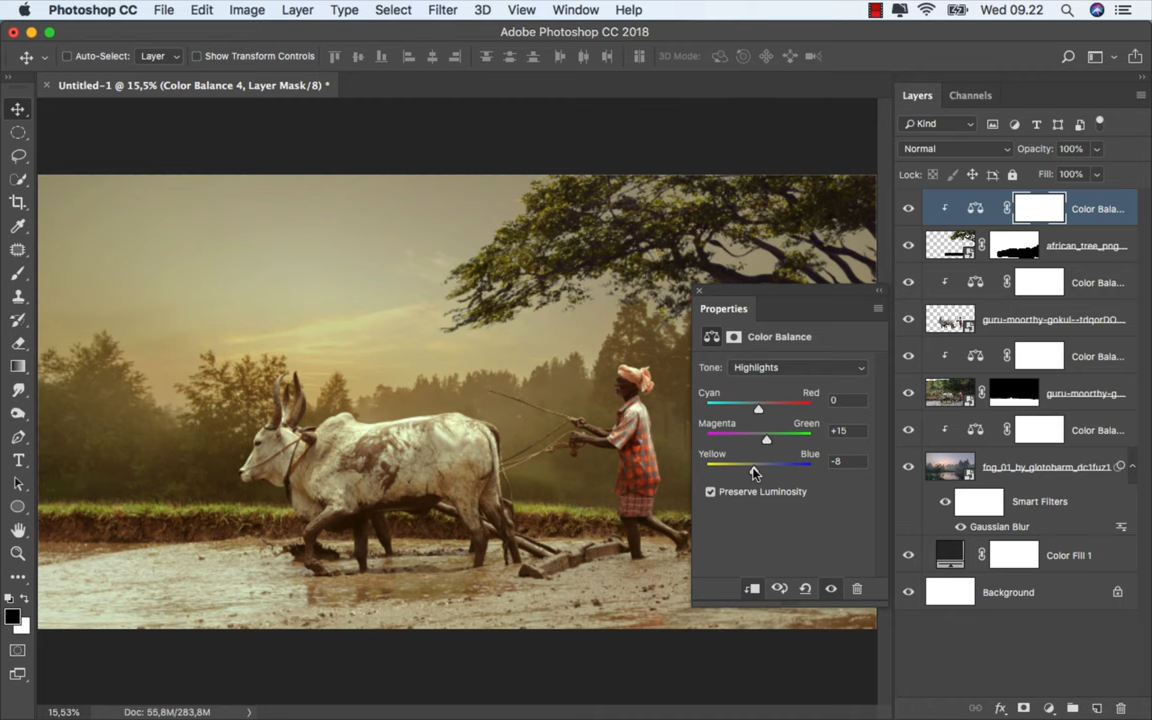 Photoshop CC File Edit Image Layer Type Select Filter 3D View Window Help Wed 09.22
Adobe Photoshop CC 2018
Auto-Select: Layer Show Transform Controls 3D Mode:
Untitled-1 @ 15,5% (Color Balance 4, Layer Mask/8) *
Layers Channels
Kind
Normal Opacity: 100%
Lock: Fill: 100%
Color Bala...
african_tree_png...
Color Bala...
guru-moorthy-gokul--tdqorDO...
Color Bala...
guru-moorthy-g...
Color Bala...
fog_01_by_giotobarm_dc1fuz1
Smart Filters
Gaussian Blur
Color Fill 1
Background
Properties
Color Balance
Tone: Highlights
Cyan Red 0
Magenta Green +15
Yellow Blue -8
Preserve Luminosity
15,53% Doc: 55,8M/283,8M